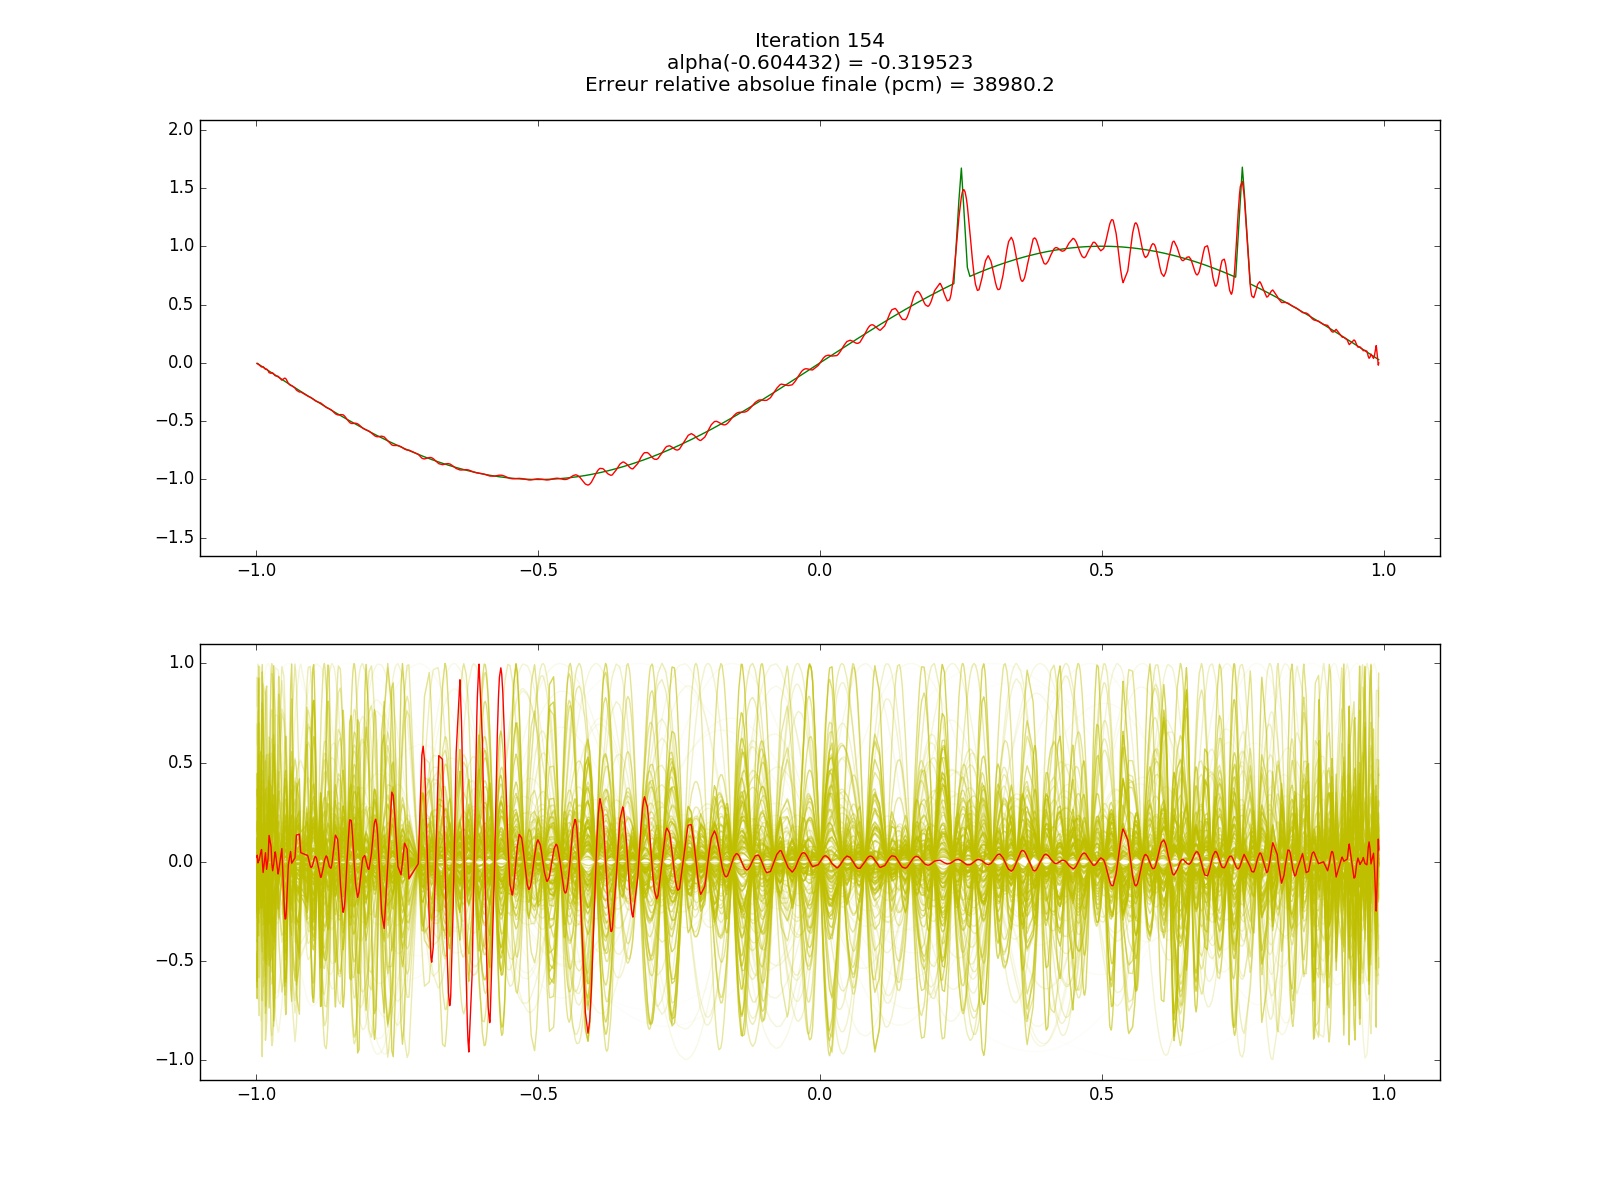 Iteration 154
alpha(-0.604432) = -0.319523
Erreur relative absolue finale (pcm) = 38980.2
2.0
1.5
1.0
0.5
0.0
−0.5
−1.0
−1.5
−1.0 −0.5 0.0 0.5 1.0
1.0
0.5
0.0
−0.5
−1.0
−1.0 −0.5 0.0 0.5 1.0